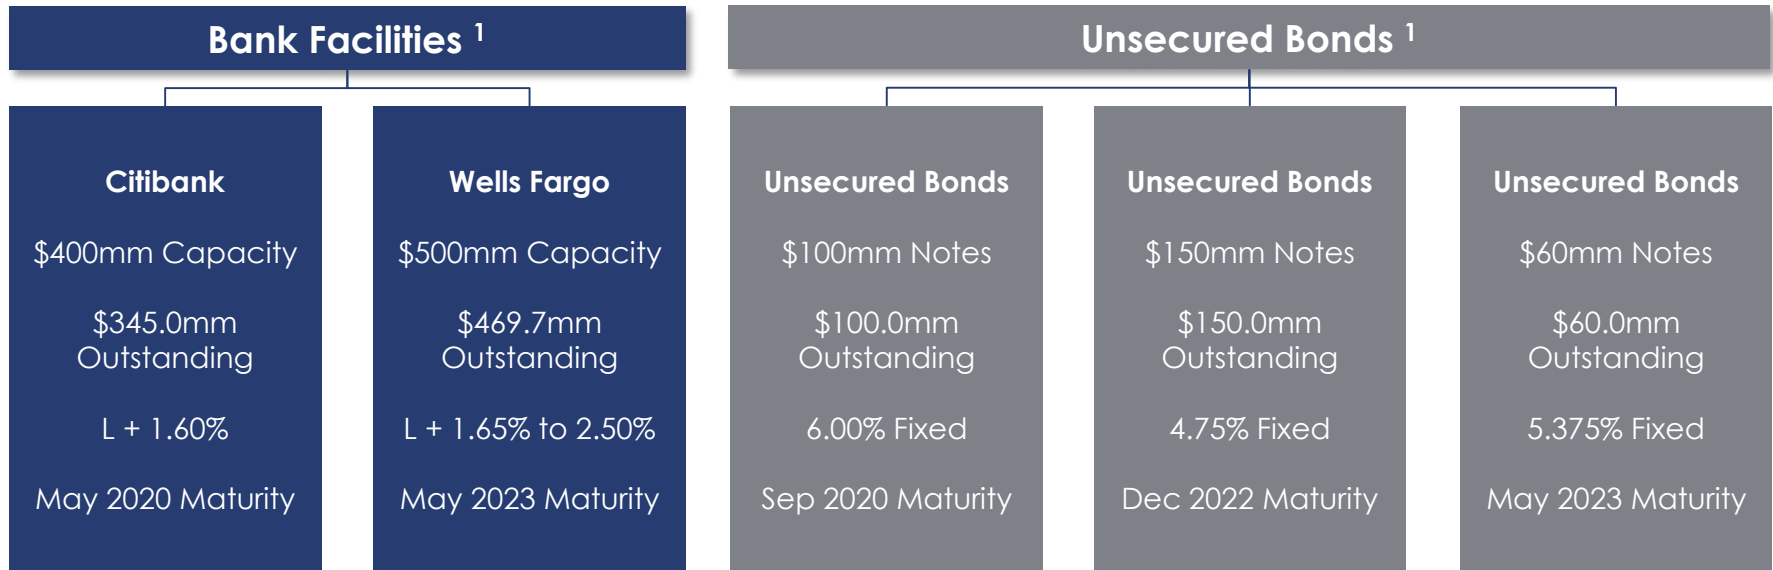 Bank Facilities ¹
Citibank
$400mm Capacity
$345.0mm
Outstanding
L + 1.60%
May 2020 Maturity
Wells Fargo
$500mm Capacity
$469.7mm
Outstanding
L + 1.65% to 2.50%
May 2023 Maturity
Unsecured Bonds ¹
Unsecured Bonds
$100mm Notes
$100.0mm
Outstanding
6.00% Fixed
Sep 2020 Maturity
Unsecured Bonds
$150mm Notes
$150.0mm
Outstanding
4.75% Fixed
Dec 2022 Maturity
Unsecured Bonds
$60mm Notes
$60.0mm
Outstanding
5.375% Fixed
May 2023 Maturity